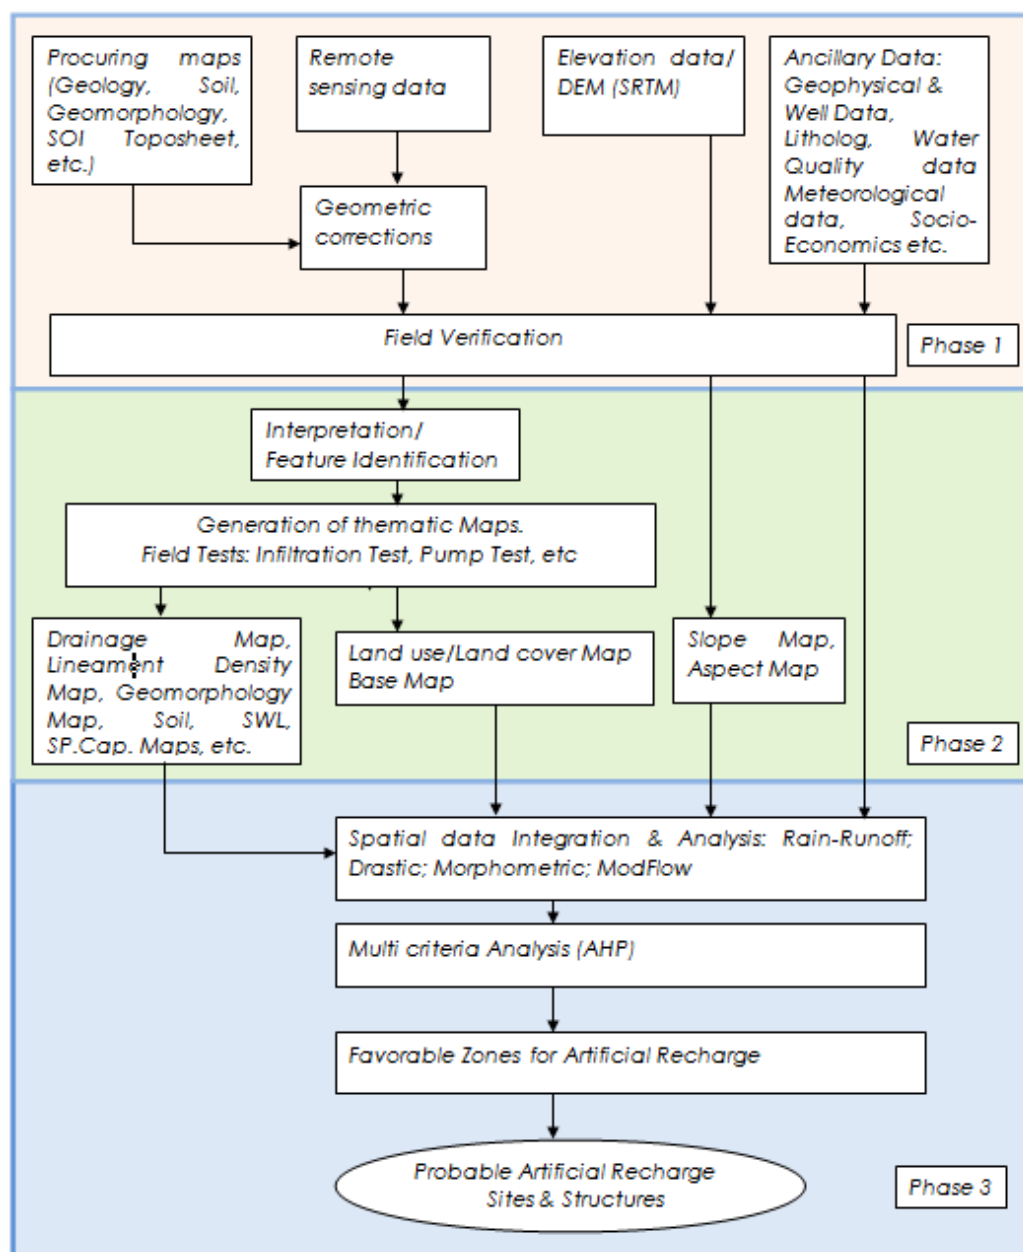 Procuring maps
(Geology, Soil,
Geomorphology,
SOI Toposheet,
etc.)
Remote
sensing data
Elevation data/
DEM (SRTM)
Ancillary Data:
Geophysical &
Well Data,
Litholog, Water
Quality data
Meteorological
data, Socio-
Economics etc.
Geometric
corrections
Field Verification
Phase 1
Interpretation/
Feature Identification
Generation of thematic Maps.
Field Tests: Infiltration Test, Pump Test, etc
Drainage Map,
Lineament Density
Map, Geomorphology
Map, Soil, SWL,
SP.Cap. Maps, etc.
Land use/Land cover Map
Base Map
Slope Map,
Aspect Map
Phase 2
Spatial data Integration & Analysis: Rain-Runoff;
Drastic; Morphometric; ModFlow
Multi criteria Analysis (AHP)
Favorable Zones for Artificial Recharge
Probable Artificial Recharge
Sites & Structures
Phase 3